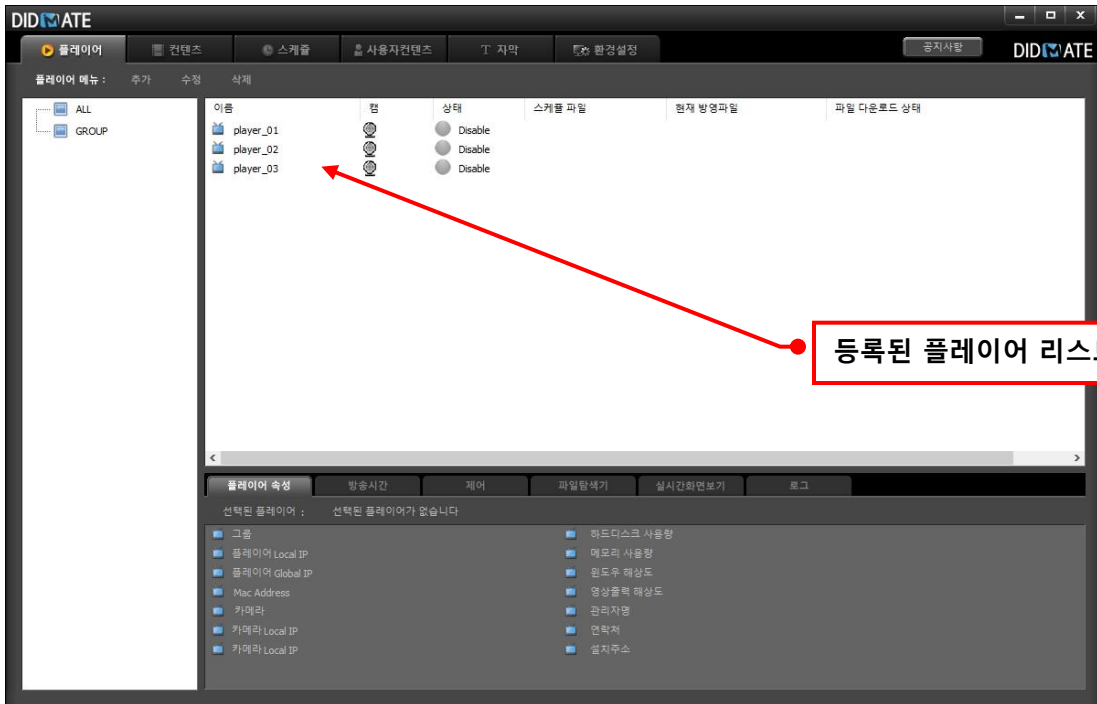 DIDMATE
플레이어 컨텐츠 스케줄 사용자컨텐츠 T 자막 환경설정 공지사항 DIDMATE
플레이어 메뉴 : 추가 수정 삭제
ALL
GROUP
이름 캠 상태 스케쥴 파일 현재 방영파일 파일 다운로드 상태
player_01 Disable
player_02 Disable
player_03 Disable
등록된 플레이어 리스
플레이어 속성 방송시간 제어 파일탐색기 실시간화면보기 로그
선택된 플레이어 : 선택된 플레이어가 없습니다
그룹 하드디스크 사용량
플레이어 Local IP 메모리 사용량
플레이어 Global IP 윈도우 해상도
Mac Address 영상출력 해상도
카메라 관리자명
카메라 Local IP 연락처
카메라 Local IP 설치주소